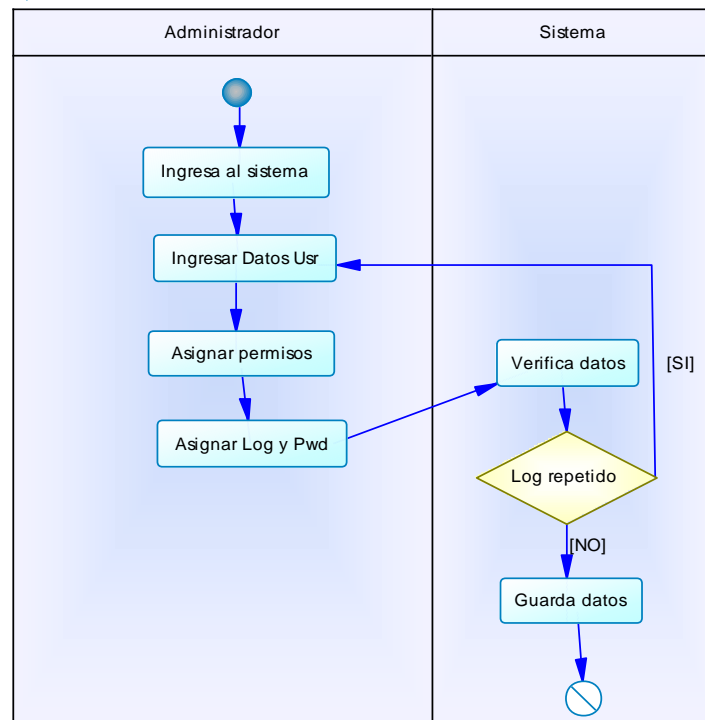 Administrador
Sistema
Ingresa al sistema
Ingresar Datos Usr
Asignar permisos
Verifica datos
[SI]
Asignar Log y Pwd
Log repetido
[NO]
Guarda datos